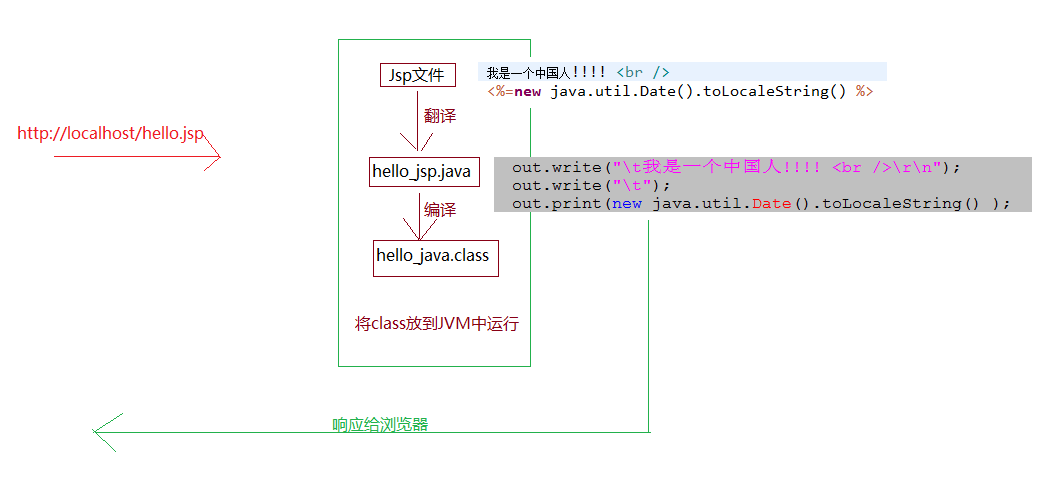 Jsp文件
我是一个中国人!!!! <br />
<%=new java.util.Date().toLocaleString() %>
翻译
http://localhost/hello.jsp
hello_jsp.java
out.write("\t我是一个中国人!!!! <br />\r\n");
out.write("\t");
out.print(new java.util.Date().toLocaleString() );
编译
hello_java.class
将class放到JVM中运行
响应给浏览器